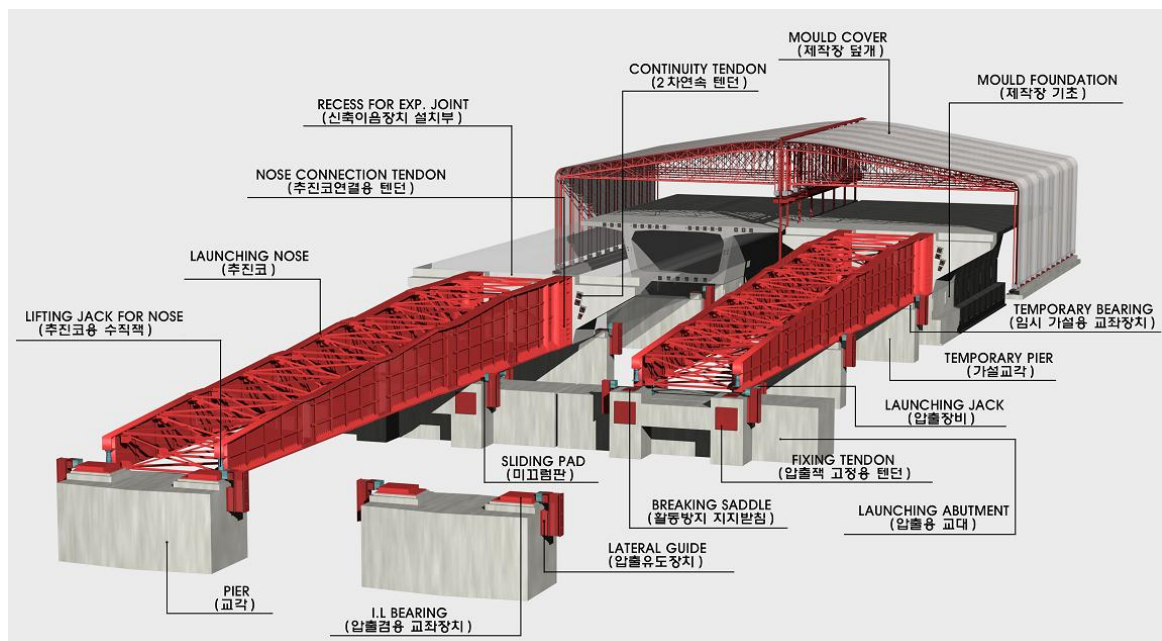 MOULD COVER
(제작장 덮개)
CONTINUITY TENDON
(2차연속 텐던)
MOULD FOUNDATION
(제작장 기초)
RECESS FOR EXP. JOINT
(신축이음장치 설치부)
NOSE CONNECTION TENDON
(추진코연결용 텐던)
LAUNCHING NOSE
(추진코)
LIFTING JACK FOR NOSE
(추진코용 수직잭)
TEMPORARY BEARING
(임시 가설용 교좌장치)
TEMPORARY PIER
(가설교각)
LAUNCHING JACK
(압출장비)
SLIDING PAD
(미끄럼판)
FIXING TENDON
(압출잭 고정용 텐던)
BREAKING SADDLE
(활동방지 지지받침)
LAUNCHING ABUTMENT
(압출용 교대)
LATERAL GUIDE
(압출유도장치)
PIER
(교각)
I.L BEARING
(압출겸용 교좌장치)